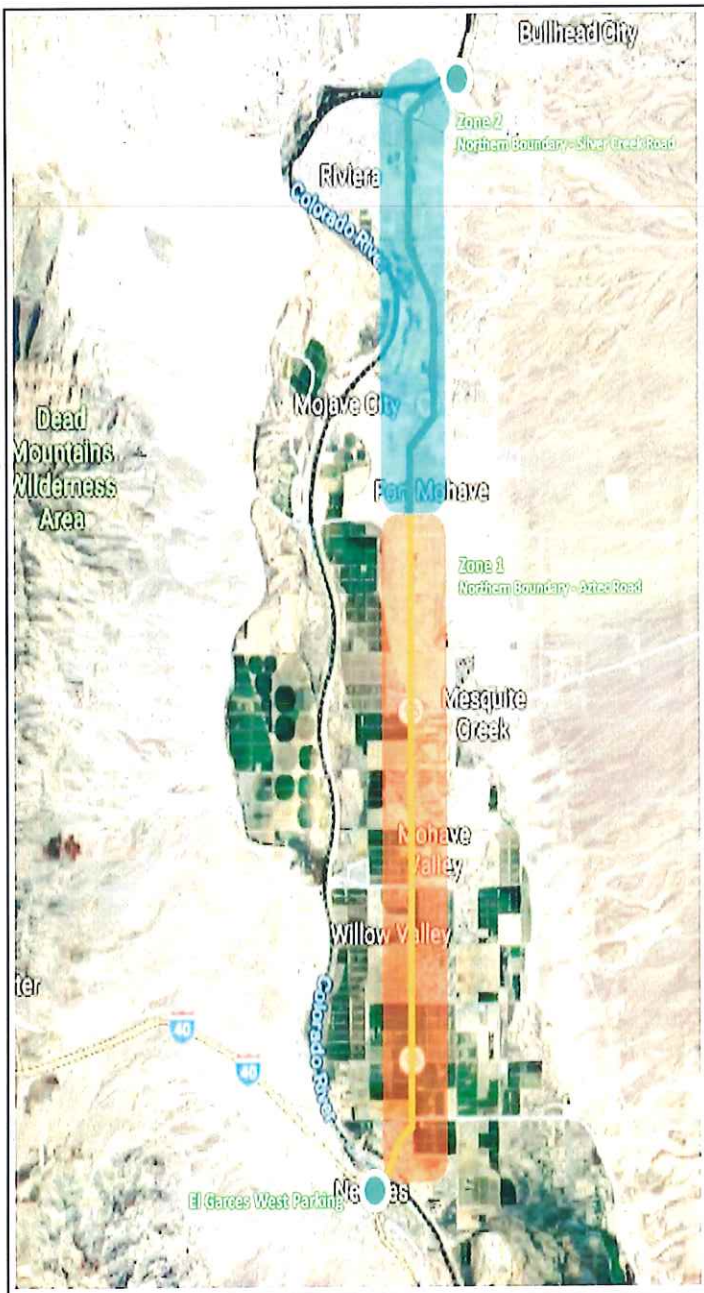 Bullhead City
Zone 2
Northern Boundary - Silver Creek Road
Riviera
Colorado River
Mojave City
Dead
Mountains
Wilderness
Area
Fort Mohave
Zone 1
Northern Boundary - Aztec Road
Mesquite
Creek
Mohave
Valley
Willow Valley
ter
40
40
Colorado River
El Garces West Parking